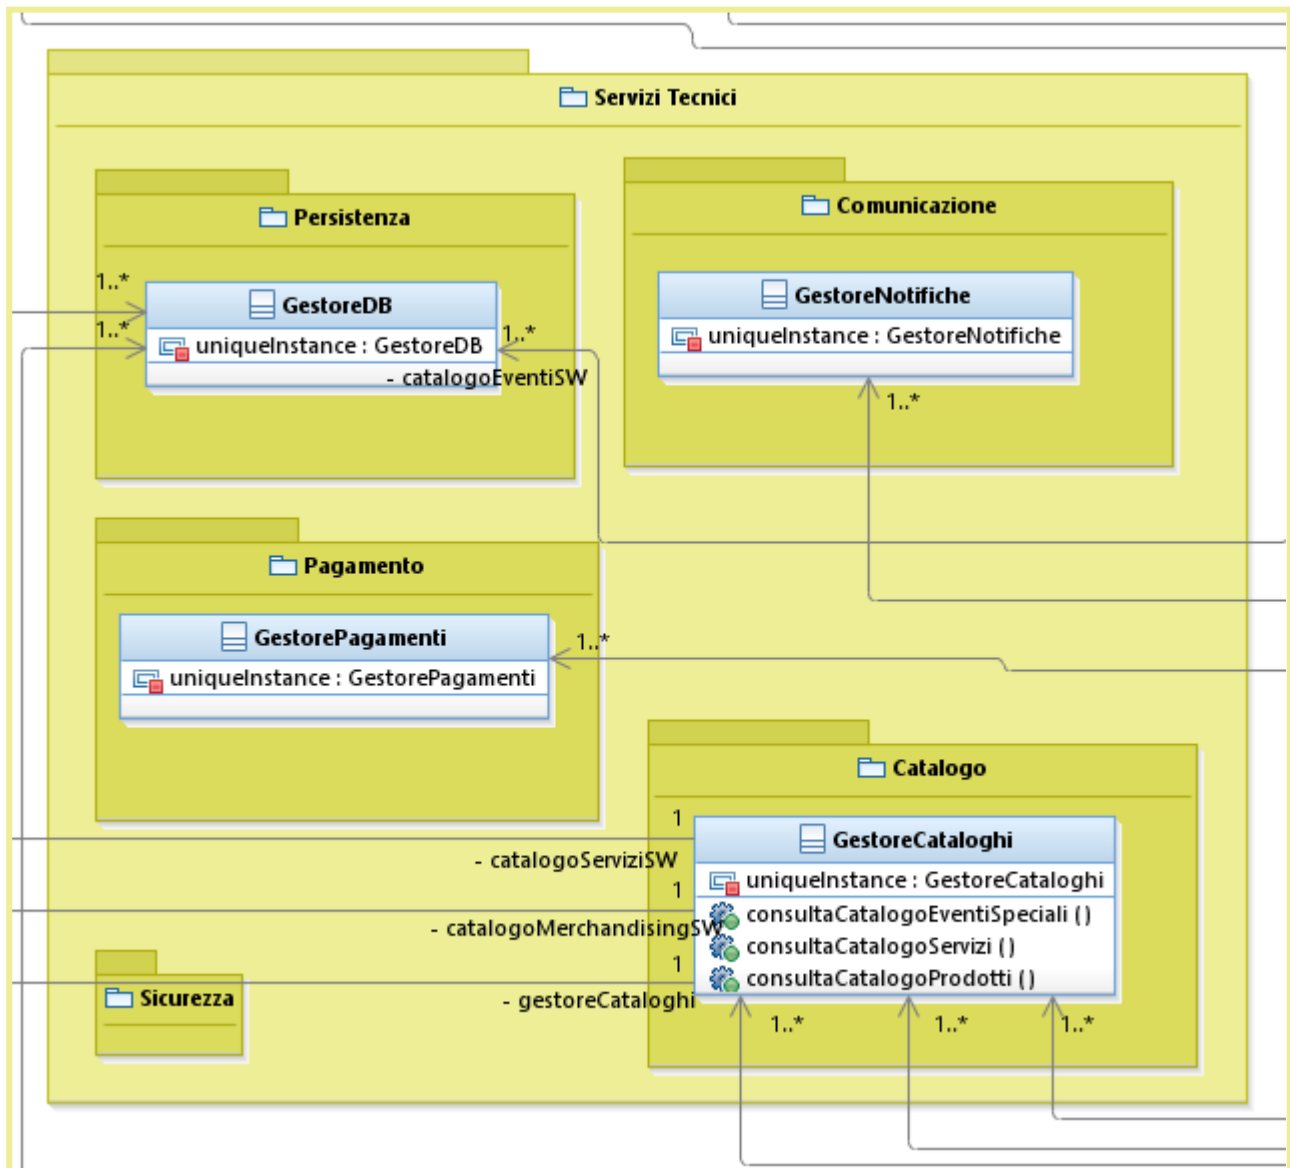 Servizi Tecnici
Persistenza
1..*
GestoreDB
1..*
uniqueInstance : GestoreDB
1..*
- catalogoEventiSW
Comunicazione
GestoreNotifiche
uniqueInstance : GestoreNotifiche
1..*
Pagamento
GestorePagamenti
1..*
uniqueInstance : GestorePagamenti
Catalogo
1
GestoreCataloghi
- catalogoServiziSW
uniqueInstance : GestoreCataloghi
1
consultaCatalogoEventiSpeciali ()
- catalogoMerchandisingSW
consultaCatalogoServizi ()
1
consultaCatalogoProdotti ()
- gestoreCataloghi
1..*
1..*
1..*
Sicurezza